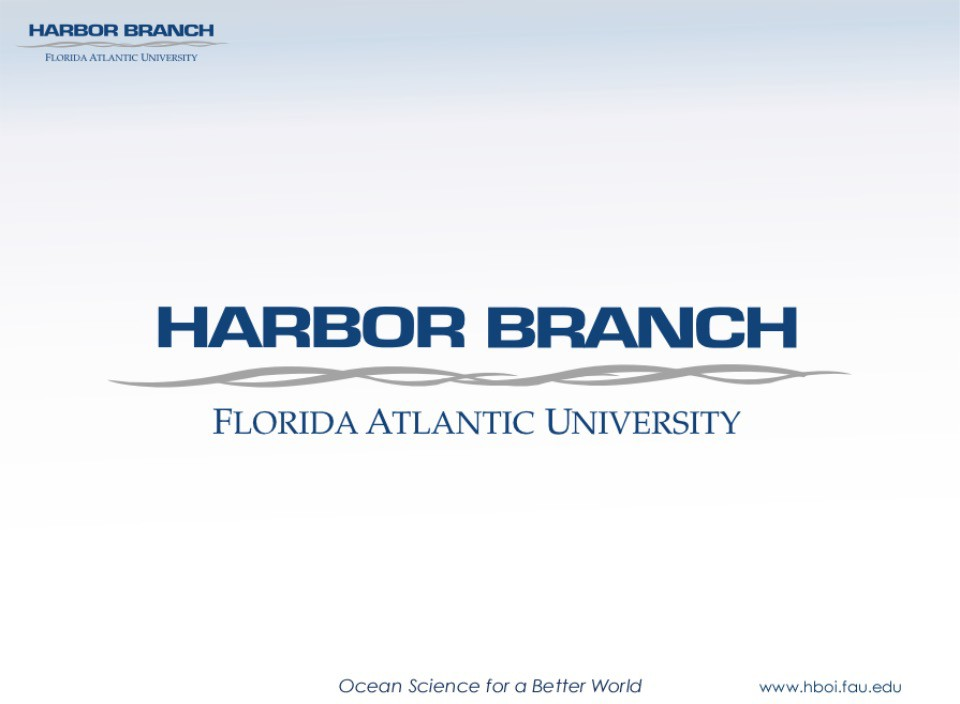 HARBOR BRANCH
FLORIDA ATLANTIC UNIVERSITY
HARBOR BRANCH
FLORIDA ATLANTIC UNIVERSITY
Ocean Science for a Better World
www.hboi.fau.edu